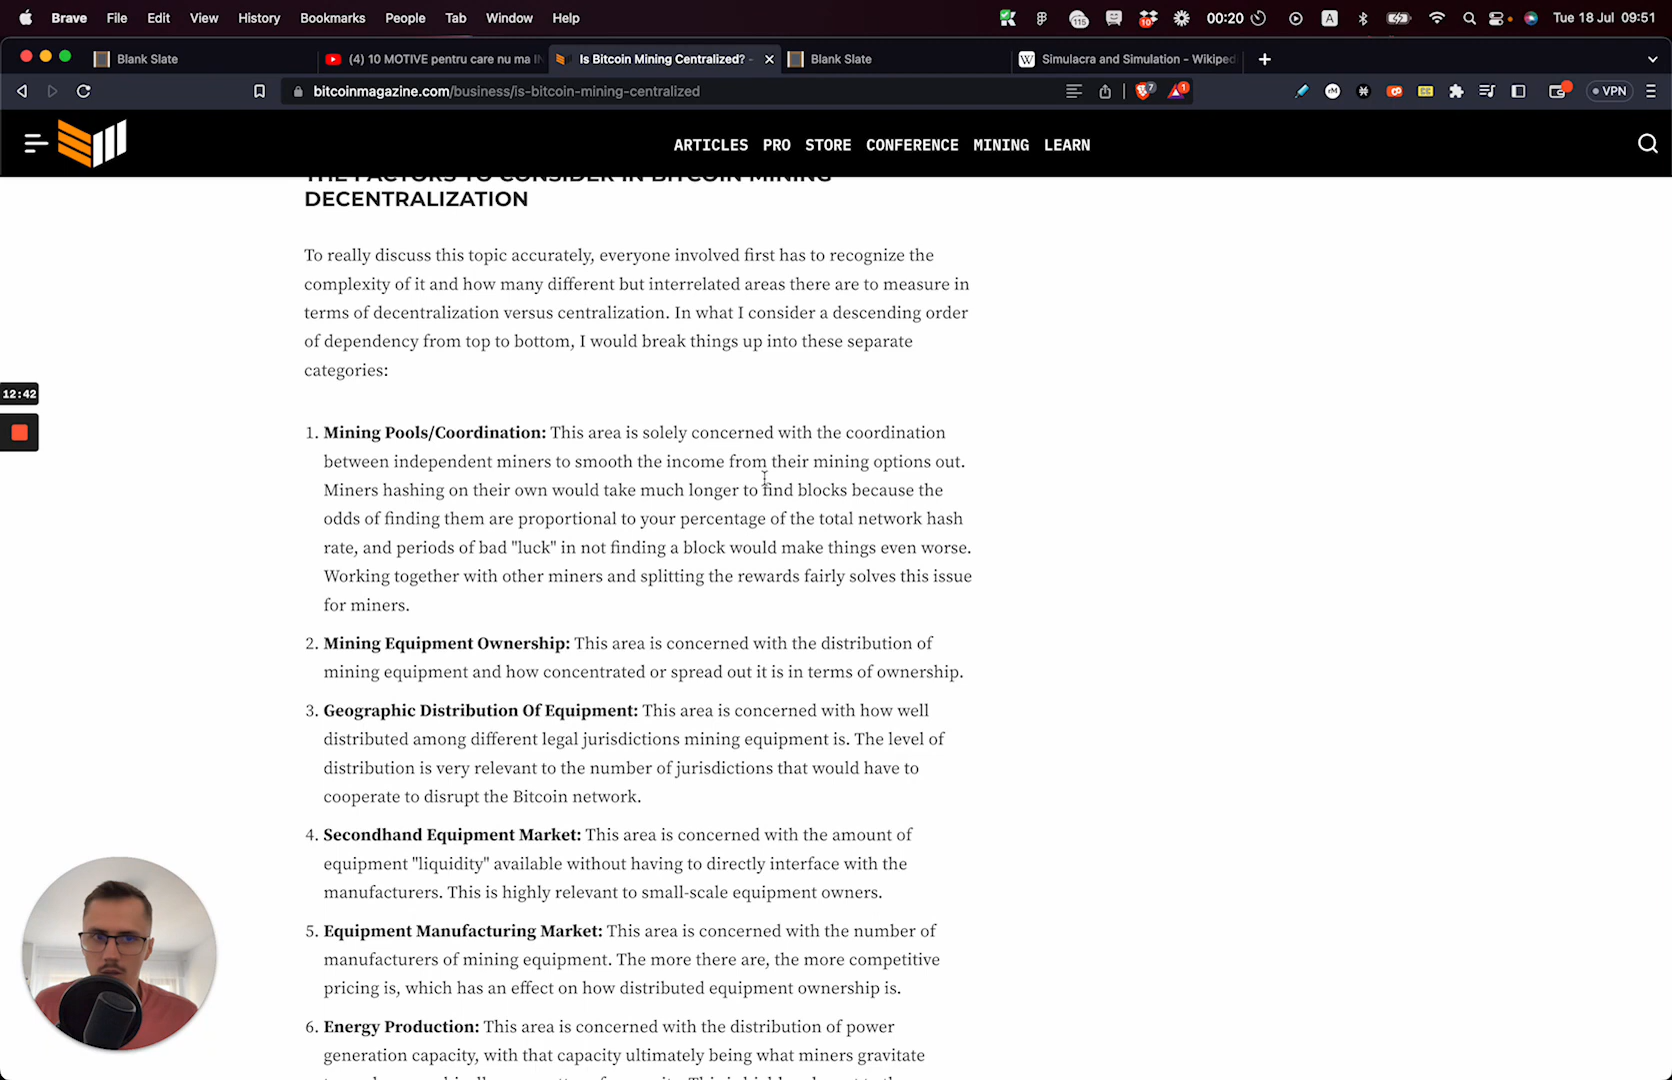 Brave File Edit View History Bookmarks People Tab Window Help 115 10 00:20 A Tue 18 Jul 09:51
Blank Slate (4) 10 MOTIVE pentru care nu ma IN Is Bitcoin Mining Centralized? - Blank Slate W Simulacra and Simulation - Wikiped
bitcoinmagazine.com/business/is-bitcoin-mining-centralized 7 1 VPN
ARTICLES PRO STORE CONFERENCE MINING LEARN
THE FACTORS TO CONSIDER IN BITCOIN MINING
DECENTRALIZATION
To really discuss this topic accurately, everyone involved first has to recognize the
complexity of it and how many different but interrelated areas there are to measure in
terms of decentralization versus centralization. In what I consider a descending order
of dependency from top to bottom, I would break things up into these separate
categories:
12:42
1. Mining Pools/Coordination: This area is solely concerned with the coordination
between independent miners to smooth the income from their mining options out.
Miners hashing on their own would take much longer to find blocks because the
odds of finding them are proportional to your percentage of the total network hash
rate, and periods of bad "luck" in not finding a block would make things even worse.
Working together with other miners and splitting the rewards fairly solves this issue
for miners.
2. Mining Equipment Ownership: This area is concerned with the distribution of
mining equipment and how concentrated or spread out it is in terms of ownership.
3. Geographic Distribution Of Equipment: This area is concerned with how well
distributed among different legal jurisdictions mining equipment is. The level of
distribution is very relevant to the number of jurisdictions that would have to
cooperate to disrupt the Bitcoin network.
4. Secondhand Equipment Market: This area is concerned with the amount of
equipment "liquidity" available without having to directly interface with the
manufacturers. This is highly relevant to small-scale equipment owners.
5. Equipment Manufacturing Market: This area is concerned with the number of
manufacturers of mining equipment. The more there are, the more competitive
pricing is, which has an effect on how distributed equipment ownership is.
6. Energy Production: This area is concerned with the distribution of power
generation capacity, with that capacity ultimately being what miners gravitate